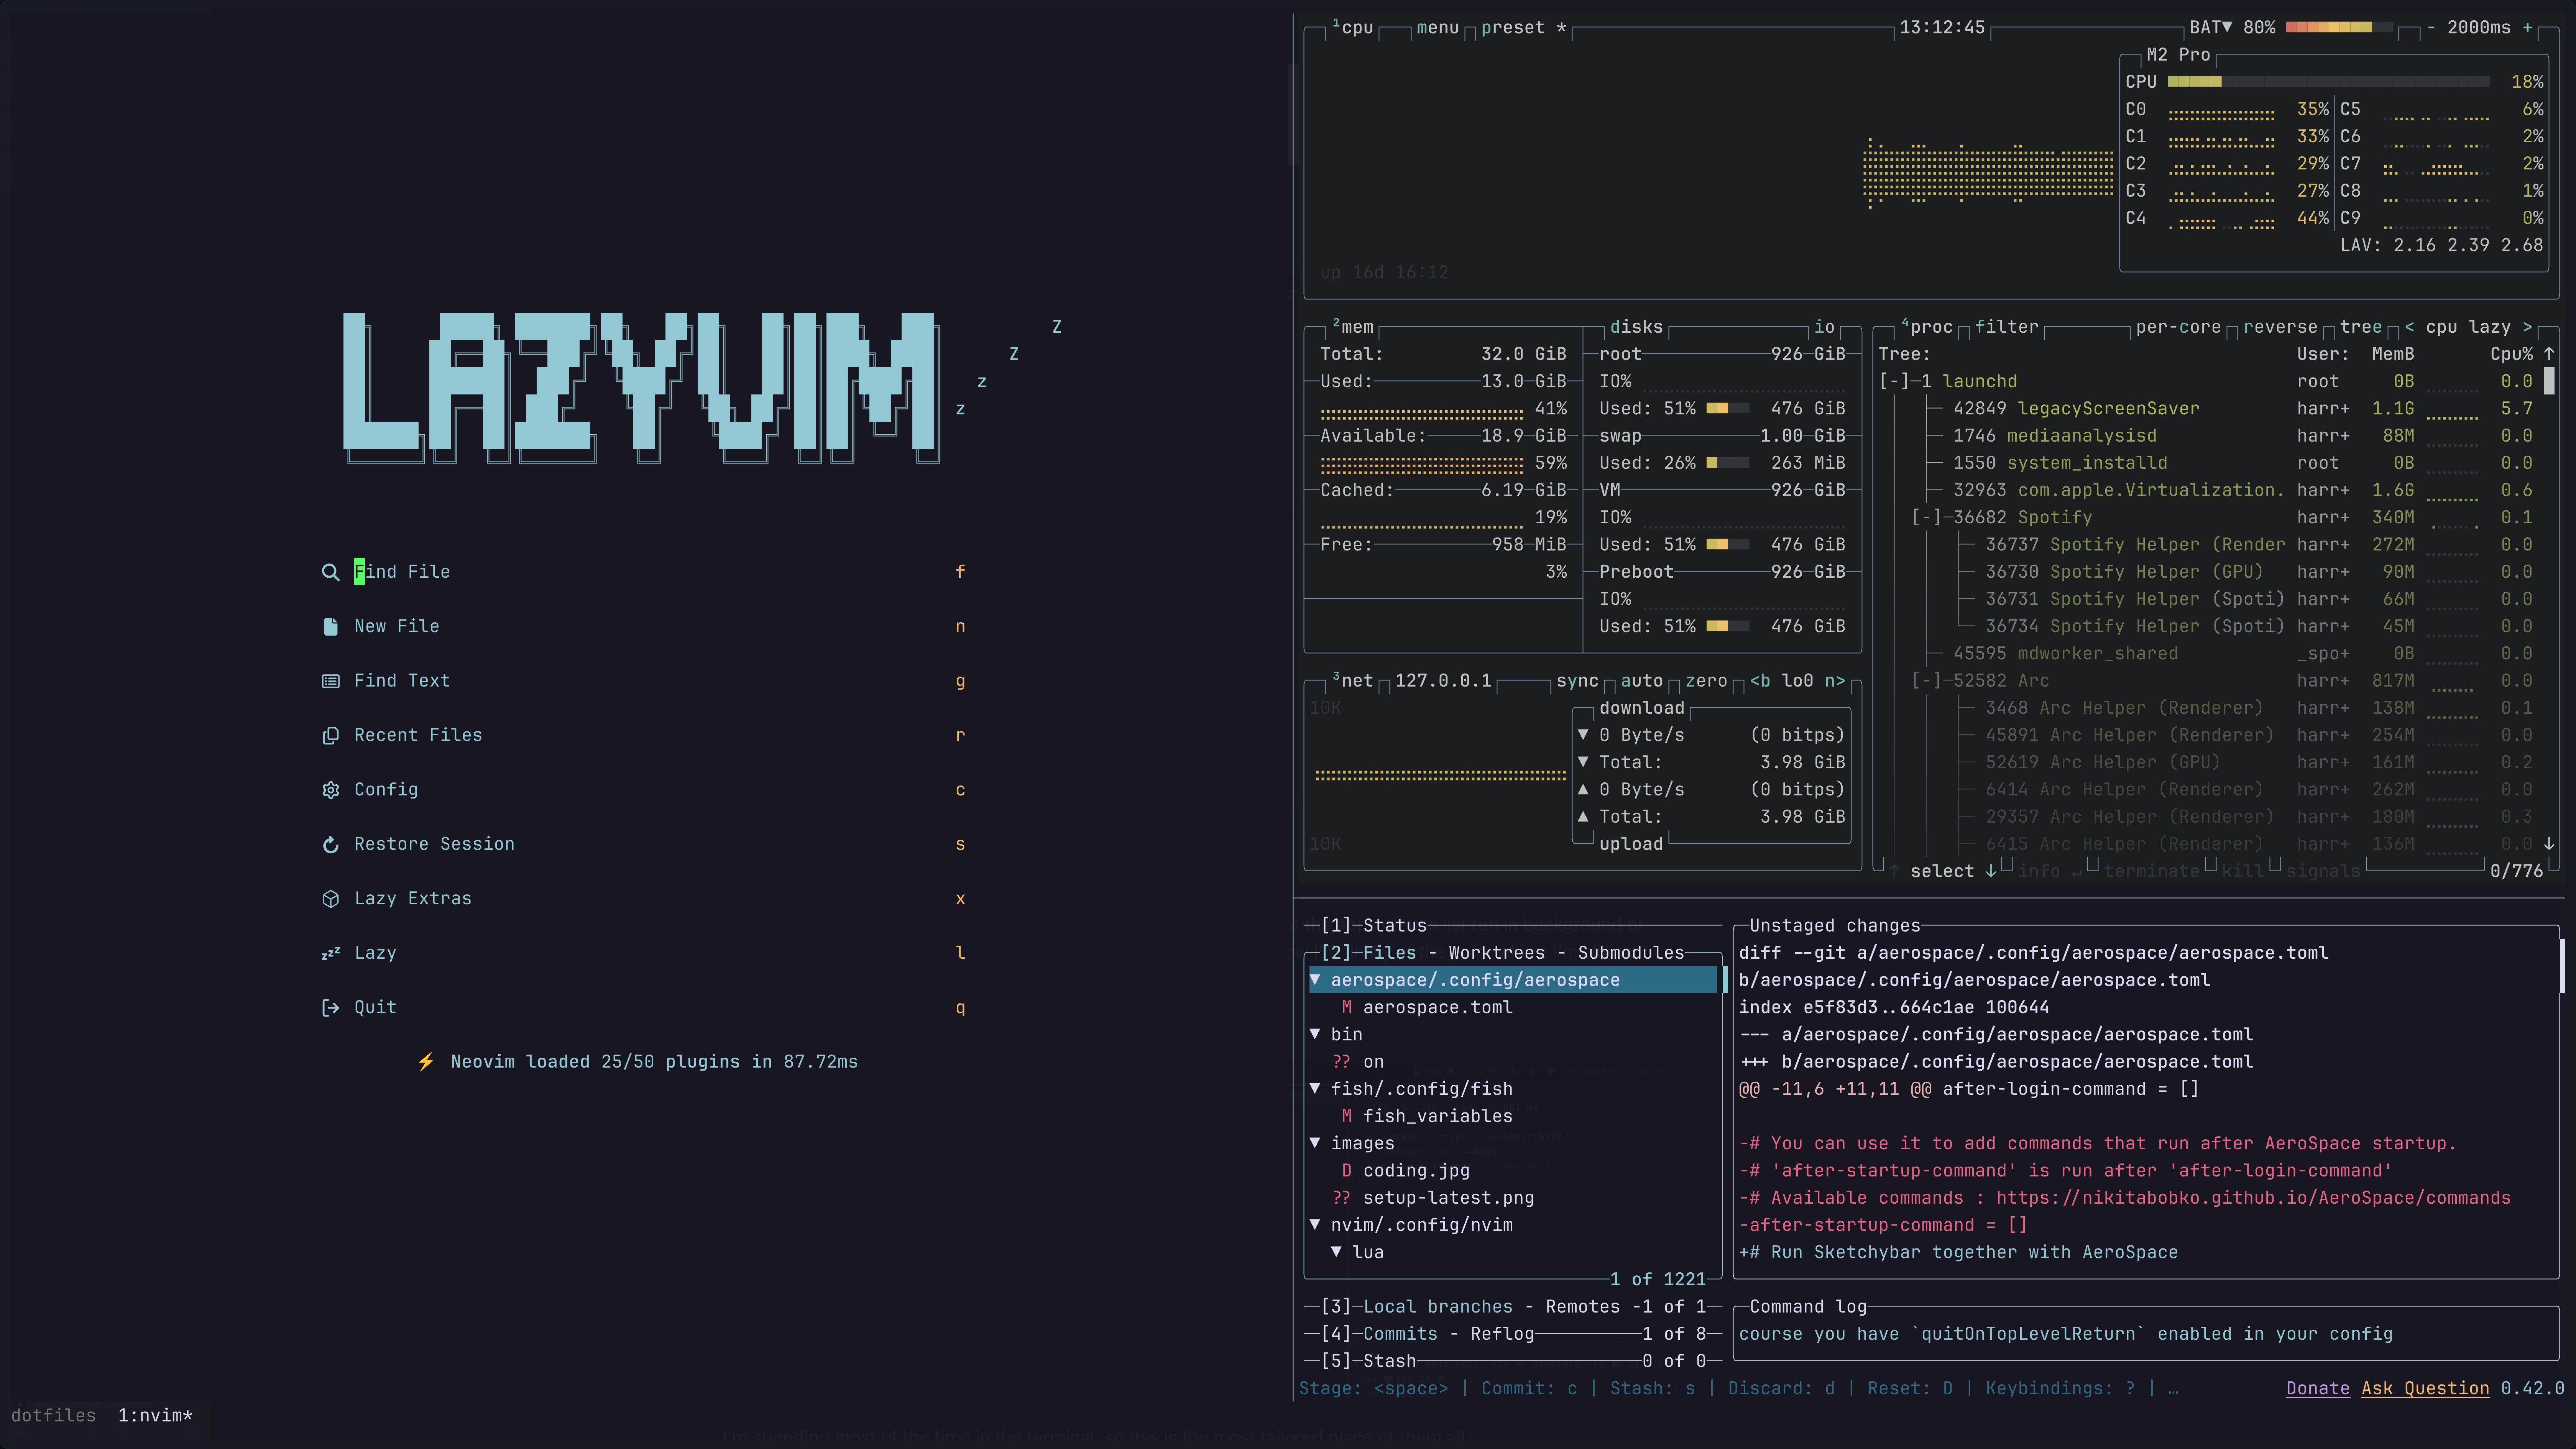 LAZYVIM
Z
Z
z
z
Find File f
New File n
Find Text g
Recent Files r
Config c
Restore Session s
Lazy Extras x
Lazy l
Quit q
⚡ Neovim loaded 25/50 plugins in 87.72ms
¹cpu menu preset * 13:12:45 BAT▼ 80% - 2000ms +
M2 Pro
CPU 18%
C0 35% C5 6%
C1 33% C6 2%
C2 29% C7 2%
C3 27% C8 1%
C4 44% C9 0%
LAV: 2.16 2.39 2.68
up 16d 16:12
²mem
Total: 32.0 GiB
Used: 13.0 GiB
41%
Available: 18.9 GiB
59%
Cached: 6.19 GiB
19%
Free: 958 MiB
3%
disks io
root 926 GiB
IO%
Used: 51% 476 GiB
swap 1.00 GiB
Used: 26% 263 MiB
VM 926 GiB
IO%
Used: 51% 476 GiB
Preboot 926 GiB
IO%
Used: 51% 476 GiB
³net 127.0.0.1 sync auto zero <b lo0 n>
10K
download
▼ 0 Byte/s (0 bitps)
▼ Total: 3.98 GiB
▲ 0 Byte/s (0 bitps)
▲ Total: 3.98 GiB
upload
10K
⁴proc filter per-core reverse tree < cpu lazy >
Tree: User: MemB Cpu% ↑
[-]-1 launchd root 0B 0.0
42849 legacyScreenSaver harr+ 1.1G 5.7
1746 mediaanalysisd harr+ 88M 0.0
1550 system_installd root 0B 0.0
32963 com.apple.Virtualization. harr+ 1.6G 0.6
[-]-36682 Spotify harr+ 340M 0.1
36737 Spotify Helper (Render harr+ 272M 0.0
36730 Spotify Helper (GPU) harr+ 90M 0.0
36731 Spotify Helper (Spoti) harr+ 66M 0.0
36734 Spotify Helper (Spoti) harr+ 45M 0.0
45595 mdworker_shared _spo+ 0B 0.0
[-]-52582 Arc harr+ 817M 0.0
3468 Arc Helper (Renderer) harr+ 138M 0.1
45891 Arc Helper (Renderer) harr+ 254M 0.0
52619 Arc Helper (GPU) harr+ 161M 0.2
6414 Arc Helper (Renderer) harr+ 262M 0.0
29357 Arc Helper (Renderer) harr+ 180M 0.3
6415 Arc Helper (Renderer) harr+ 136M 0.0 ↓
↑ select ↓ info ↵ terminate kill signals 0/776
[1] Status
[2] Files - Worktrees - Submodules
▼ aerospace/.config/aerospace
M aerospace.toml
▼ bin
?? on
▼ fish/.config/fish
M fish_variables
▼ images
D coding.jpg
?? setup-latest.png
▼ nvim/.config/nvim
▼ lua
1 of 1221
[3] Local branches - Remotes - 1 of 1
[4] Commits - Reflog 1 of 8
[5] Stash 0 of 0
Unstaged changes
diff --git a/aerospace/.config/aerospace/aerospace.toml
b/aerospace/.config/aerospace/aerospace.toml
index e5f83d3..664c1ae 100644
--- a/aerospace/.config/aerospace/aerospace.toml
+++ b/aerospace/.config/aerospace/aerospace.toml
@@ -11,6 +11,11 @@ after-login-command = []
-# You can use it to add commands that run after AeroSpace startup.
-# 'after-startup-command' is run after 'after-login-command'
-# Available commands : https://nikitabobko.github.io/AeroSpace/commands
-after-startup-command = []
+# Run Sketchybar together with AeroSpace
Command log
course you have `quitOnTopLevelReturn` enabled in your config
Stage: <space> | Commit: c | Stash: s | Discard: d | Reset: D | Keybindings: ? | … Donate Ask Question 0.42.0
dotfiles 1:nvim*
I'm spending most of the time in the terminal, so this is the most tailored place of them all